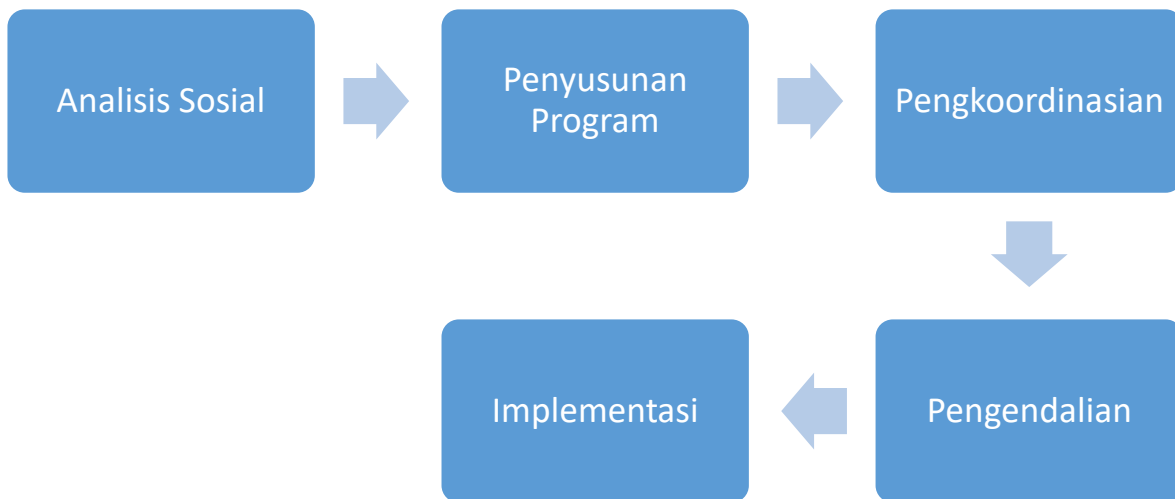 Analisis Sosial
Penyusunan
Program
Pengkoordinasian
Pengendalian
Implementasi